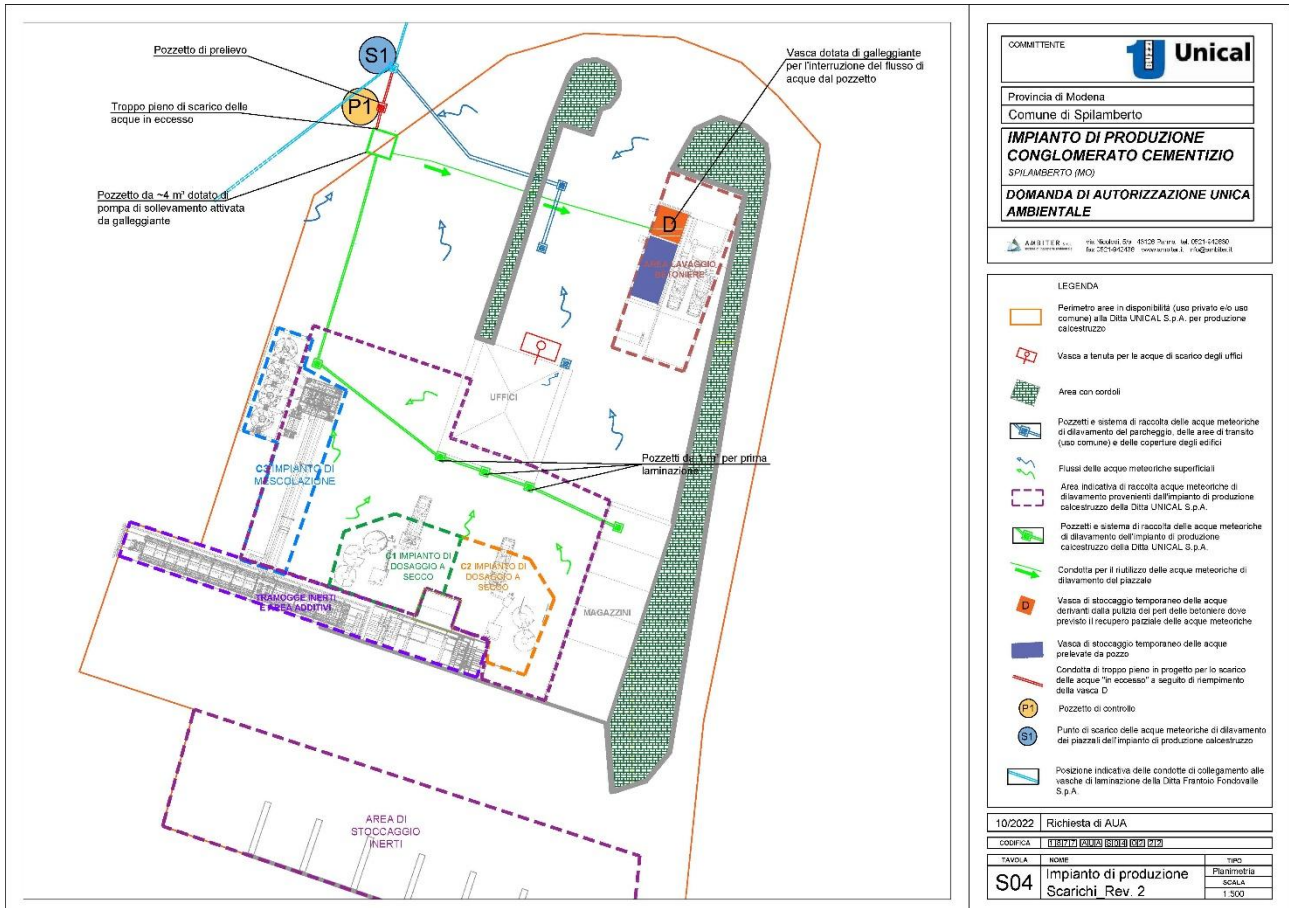 Pozzetto di prelievo
S1
Troppo pieno di scarico delle
acque in eccesso
P1
Pozzetto da ~4 m³ dotato di
pompa di sollevamento attivata
da galleggiante
Vasca dotata di galleggiante
per l'interruzione del flusso di
acque dal pozzetto
D
AREA LAVAGGIO
BETONIERE
UFFICI
Pozzetti da 1 m³ per prima
laminazione
C3 IMPIANTO DI
MESCOLAZIONE
C1 IMPIANTO DI
DOSAGGIO A
SECCO
C2 IMPIANTO DI
DOSAGGIO A
SECCO
TRAMOGGE INERTI
E AREA ADDITIVI
MAGAZZINI
AREA DI
STOCCAGGIO
INERTI
COMMITTENTE
Unical
Provincia di Modena
Comune di Spilamberto
IMPIANTO DI PRODUZIONE
CONGLOMERATO CEMENTIZIO
SPILAMBERTO (MO)
DOMANDA DI AUTORIZZAZIONE UNICA
AMBIENTALE
AMBITER
LEGENDA
Perimetro aree in disponibilità (uso privato e/o uso
comune) alla Ditta UNICAL S.p.A. per produzione
calcestruzzo
Vasca a tenuta per le acque di scarico degli uffici
Area con cordoli
Pozzetti e sistema di raccolta delle acque meteoriche
di dilavamento del parcheggio, delle aree di transito
(uso comune) e delle coperture degli edifici
Flussi delle acque meteoriche superficiali
Area indicativa di raccolta acque meteoriche di
dilavamento provenienti dall'impianto di produzione
calcestruzzo della Ditta UNICAL S.p.A.
Pozzetti e sistema di raccolta delle acque meteoriche
di dilavamento dell'impianto di produzione
calcestruzzo della Ditta UNICAL S.p.A.
Condotta per il riutilizzo delle acque meteoriche di
dilavamento del piazzale
D
Vasca di stoccaggio temporaneo delle acque
derivanti dalla pulizia dei peri delle betoniere dove
previsto il recupero parziale delle acque meteoriche
Vasca di stoccaggio temporaneo delle acque
prelevate da pozzo
Condotta di troppo pieno in progetto per lo scarico
delle acque "in eccesso" a seguito di riempimento
della vasca D
P1
Pozzetto di controllo
S1
Punto di scarico delle acque meteoriche di dilavamento
dei piazzali dell'impianto di produzione calcestruzzo
Posizione indicativa delle condotte di collegamento alle
vasche di laminazione della Ditta Frantoio Fondovalle
S.p.A.
10/2022 Richiesta di AUA
CODIFICA
TAVOLA NOME TIPO
S04 Impianto di produzione Planimetria
Scarichi_Rev. 2 SCALA
1:500